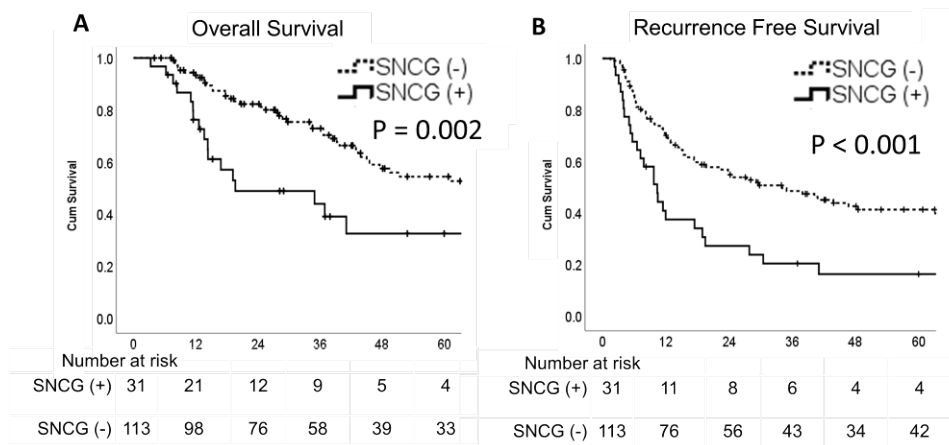 A
Overall Survival
SNCG (-)
SNCG (+)
P = 0.002
Cum Survival
1.0
0.8
0.6
0.4
0.2
0.0
0 12 24 36 48 60
Number at risk
SNCG (+) 31 21 12 9 5 4
SNCG (-) 113 98 76 58 39 33
B
Recurrence Free Survival
SNCG (-)
SNCG (+)
P < 0.001
Cum Survival
1.0
0.8
0.6
0.4
0.2
0.0
0 12 24 36 48 60
Number at risk
SNCG (+) 31 11 8 6 4 4
SNCG (-) 113 76 56 43 34 42